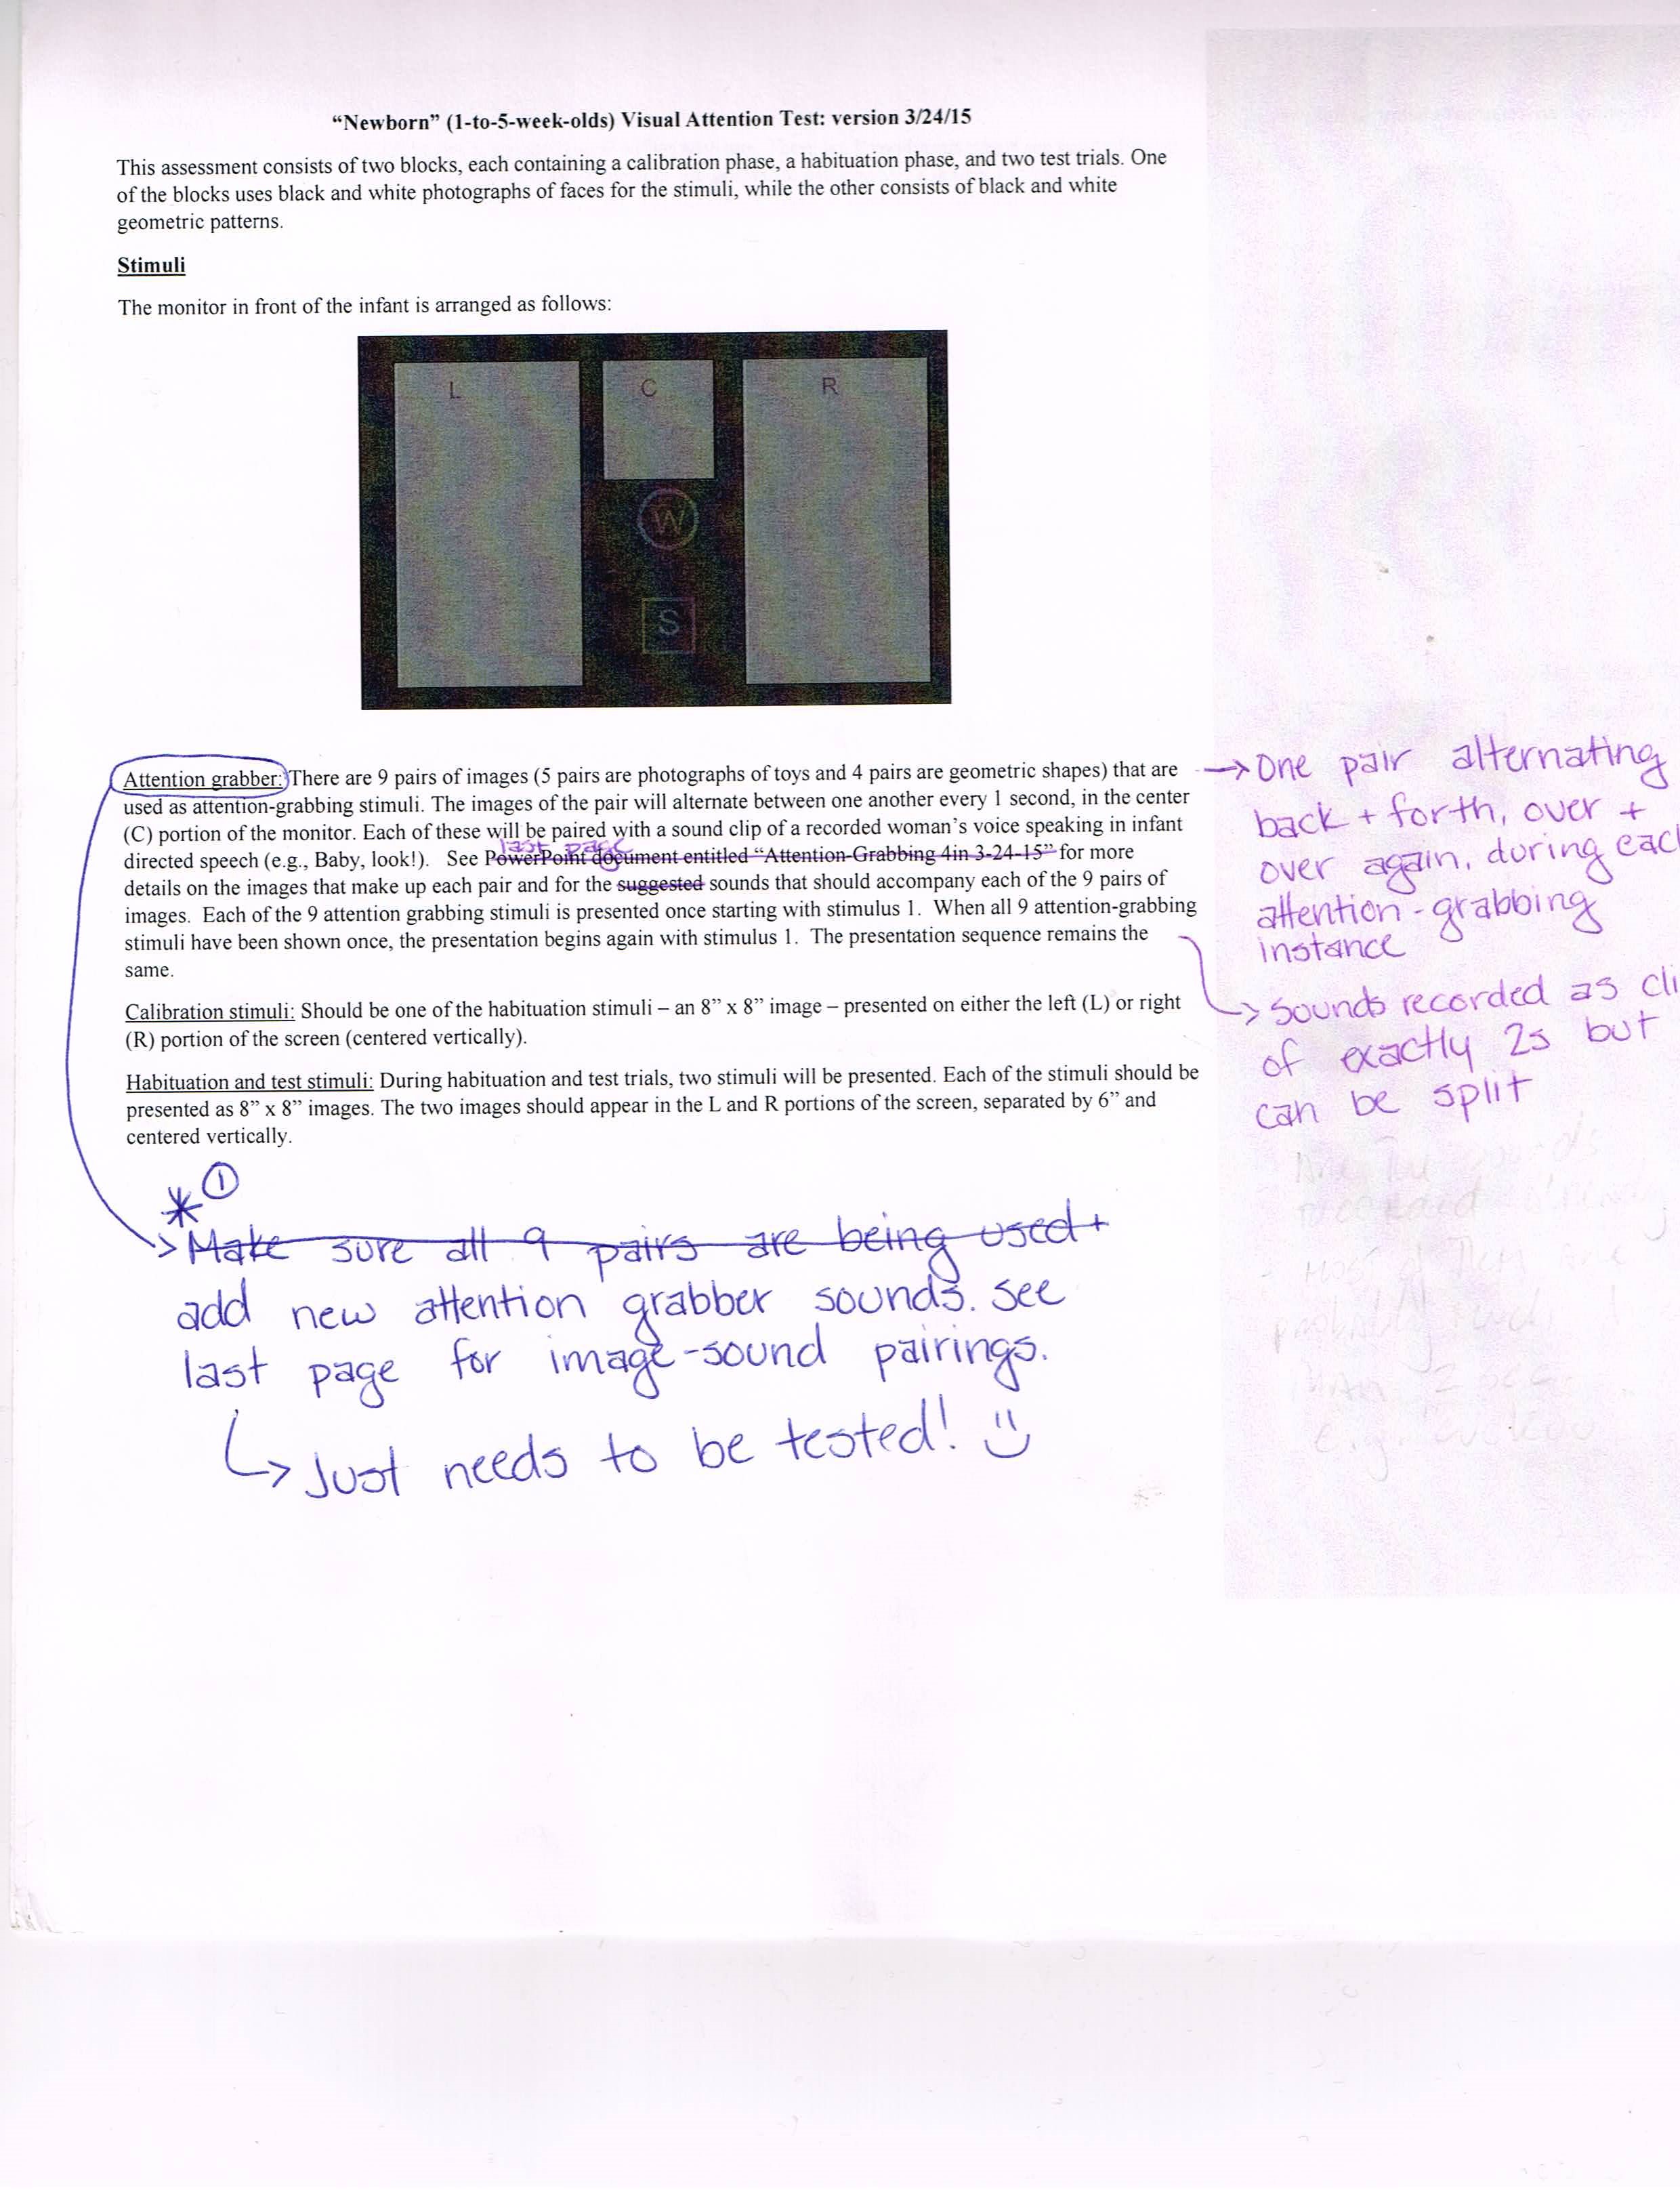 “Newborn” (1-to-5-week-olds) Visual Attention Test: version 3/24/15
This assessment consists of two blocks, each containing a calibration phase, a habituation phase, and two test trials. One
of the blocks uses black and white photographs of faces for the stimuli, while the other consists of black and white
geometric patterns.
Stimuli
The monitor in front of the infant is arranged as follows:
L C R
W
S
Attention grabber: There are 9 pairs of images (5 pairs are photographs of toys and 4 pairs are geometric shapes) that are
used as attention-grabbing stimuli. The images of the pair will alternate between one another every 1 second, in the center
(C) portion of the monitor. Each of these will be paired with a sound clip of a recorded woman’s voice speaking in infant
last page
directed speech (e.g., Baby, look!). See PowerPoint document entitled “Attention-Grabbing 4in 3-24-15” for more
details on the images that make up each pair and for the suggested sounds that should accompany each of the 9 pairs of
images. Each of the 9 attention grabbing stimuli is presented once starting with stimulus 1. When all 9 attention-grabbing
stimuli have been shown once, the presentation begins again with stimulus 1. The presentation sequence remains the
same.
→ One pair alternating
back + forth, over +
over again, during eac
attention-grabbing
instance
→ Sounds recorded as cli
of exactly 2s but
can be split
Calibration stimuli: Should be one of the habituation stimuli – an 8” x 8” image – presented on either the left (L) or right
(R) portion of the screen (centered vertically).
Habituation and test stimuli: During habituation and test trials, two stimuli will be presented. Each of the stimuli should be
presented as 8” x 8” images. The two images should appear in the L and R portions of the screen, separated by 6” and
centered vertically.
* ①
→ Make sure all 9 pairs are being used +
add new attention grabber sounds. See
last page for image-sound pairings.
↳ Just needs to be tested! :)